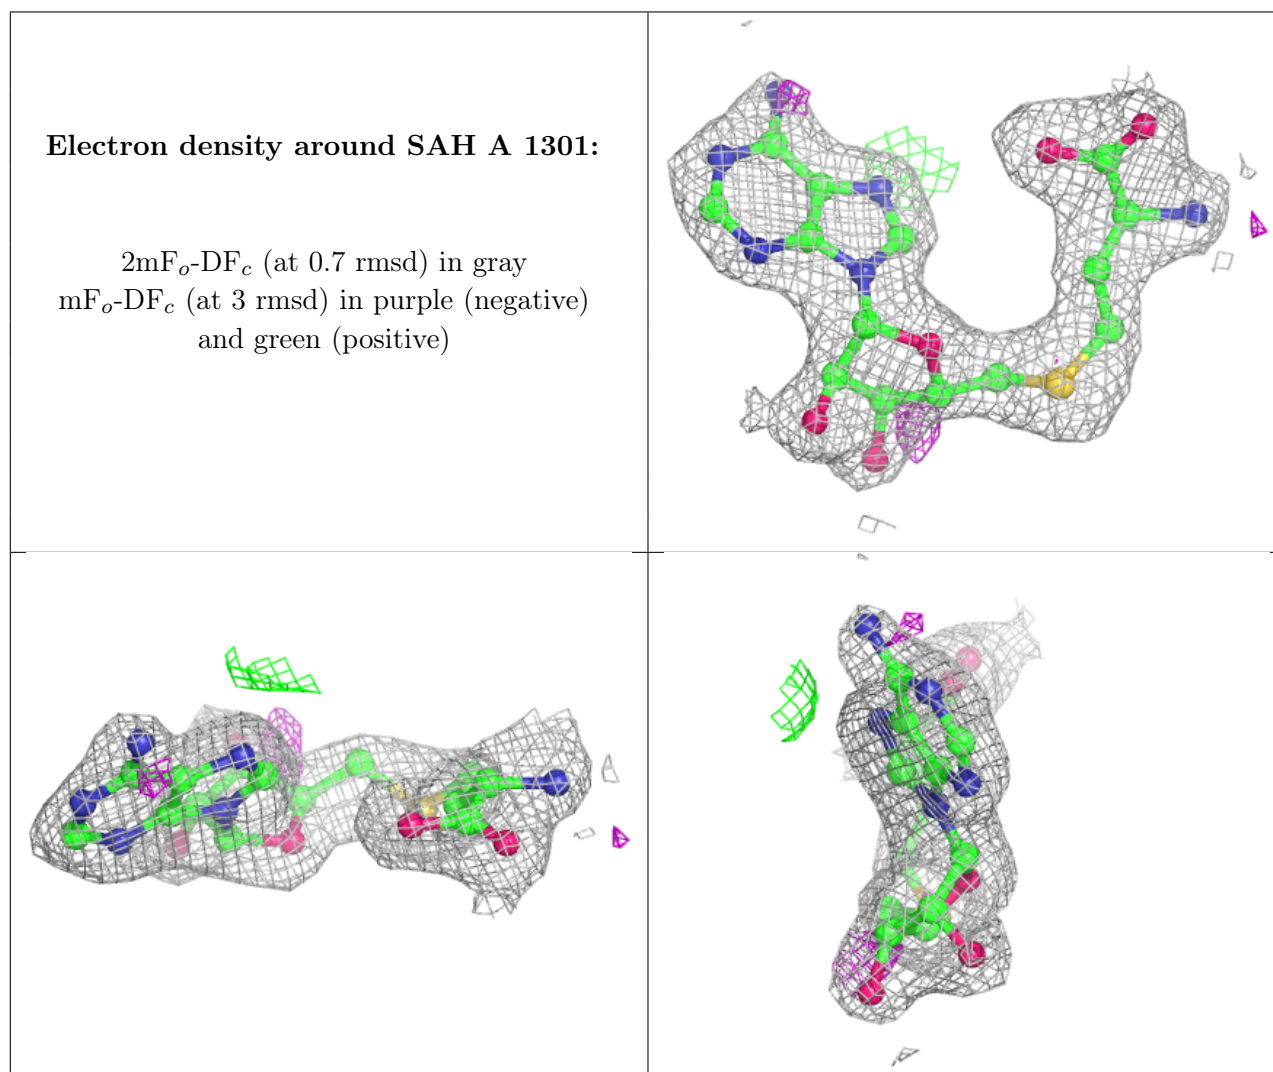 Electron density around SAH A 1301:
2mFo-DFc (at 0.7 rmsd) in gray
mFo-DFc (at 3 rmsd) in purple (negative)
and green (positive)